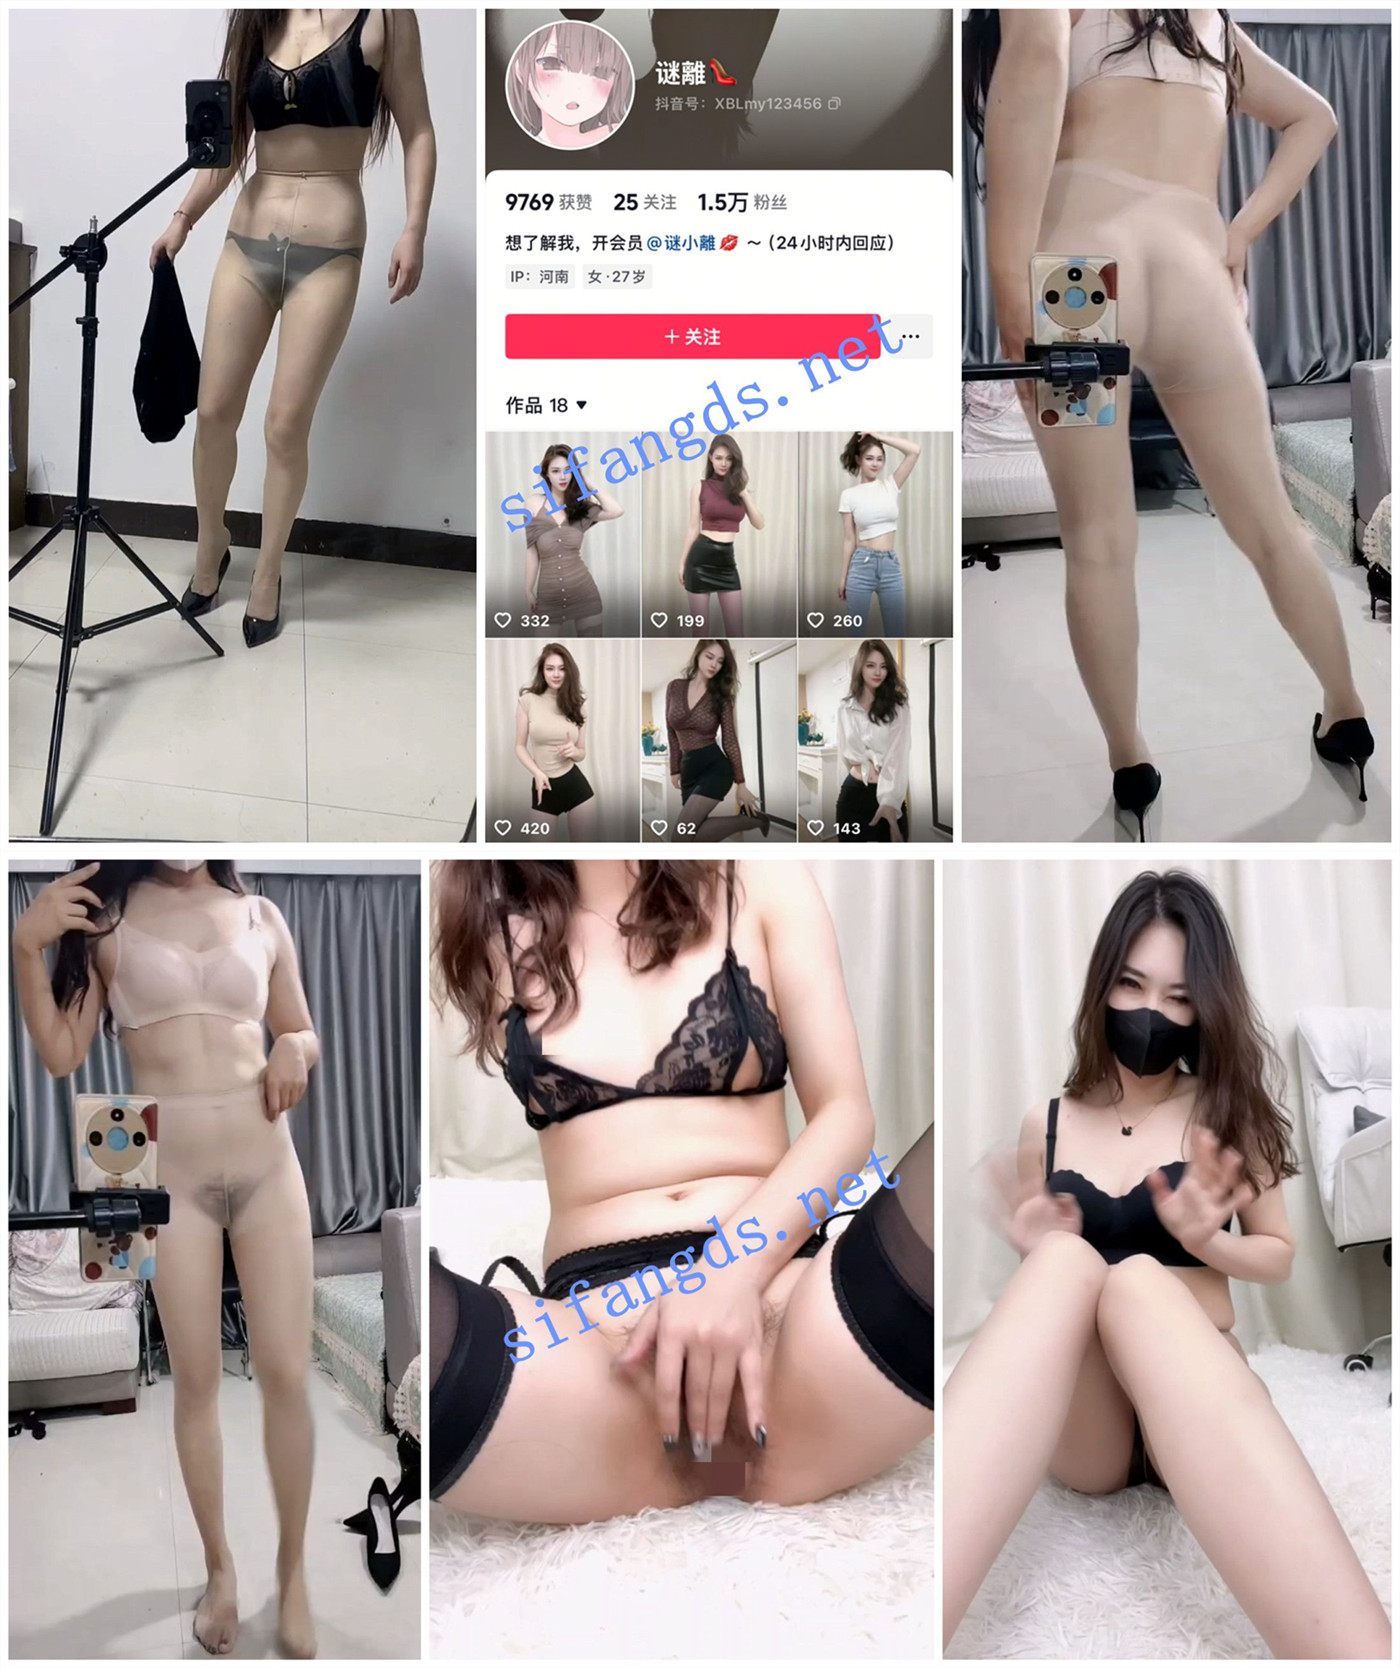 谜離👠
抖音号：XBLmy123456
9769 获赞 25 关注 1.5万 粉丝
想了解我，开会员@谜小離💋 ～（24小时内回应）
IP：河南 女·27岁
＋关注
...
作品 18 ▼
sifangds.net
332 199 260
420 62 143
sifangds.net